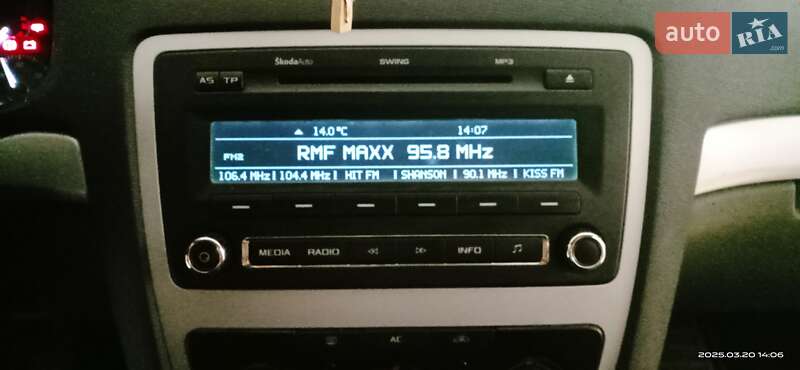 auto RIA.com
ŠkodaAuto SWING MP3
AS TP
14.0°C 14:07
FM2 RMF MAXX 95.8 MHz
106.4 MHz | 104.4 MHz | HIT FM | SHANSON | 90.1 MHz | KISS FM
MEDIA RADIO INFO
AC
2025.03.20 14:06